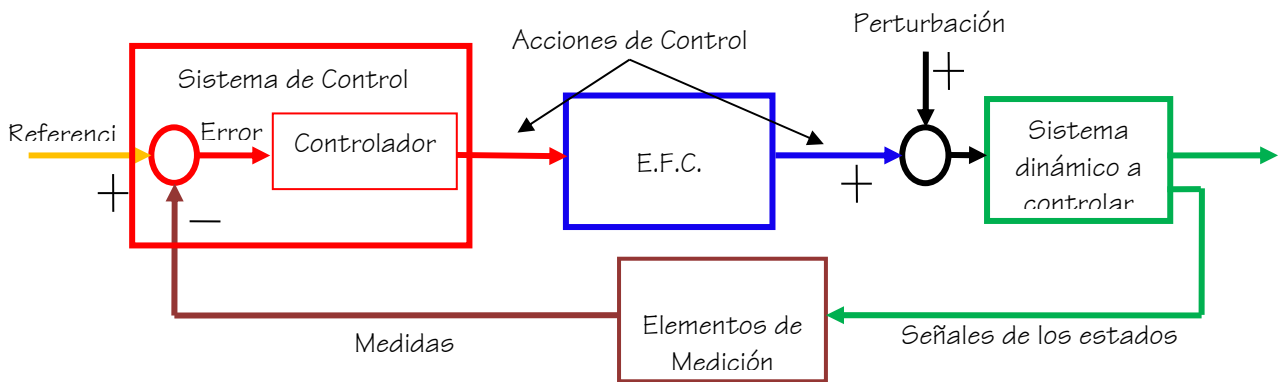 Perturbación
Acciones de Control
Sistema de Control
+
Referenci
Error
Controlador
E.F.C.
Sistema
dinámico a
controlar
+
+
−
Elementos de
Medición
Señales de los estados
Medidas